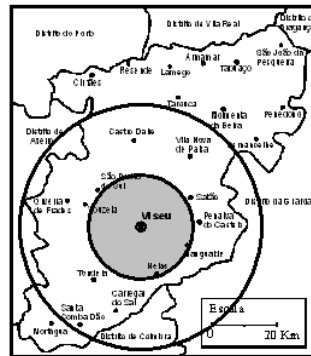 Distrito do Porto
Distrito de Vila Real
Distrito de
Bragança
São João da
Pesqueira
Armamar
Resende
Lamego
Tabuaço
Cinfães
Tarouca
Moimenta
da Beira
Penedono
Sernancelhe
Distrito de
Aveiro
Castro Daire
Vila Nova
de Paiva
São Pedro
do Sul
Oliveira
de Frades
Vouzela
Satão
Distrito da Guarda
Viseu
Penalva
do Castelo
Mangualde
Nelas
Tondela
Carregal
do Sal
Santa
Comba Dão
Mortágua
Distrito de Coimbra
Escala
0
20 Km